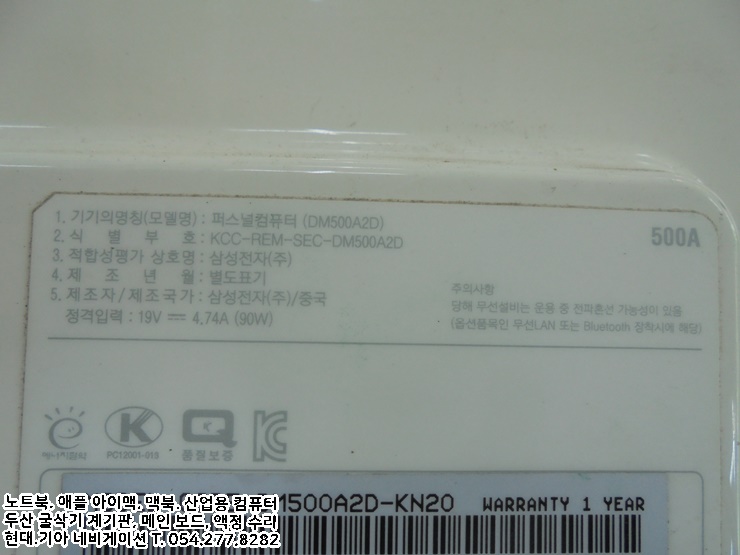 1. 기기의명칭(모델명) : 퍼스널컴퓨터 (DM500A2D)
2. 식 별 부 호 : KCC-REM-SEC-DM500A2D
3. 적합성평가 상호명 : 삼성전자(주)
4. 제 조 년 월 : 별도표기
5. 제조자/제조국가 : 삼성전자(주)/중국
정격입력 : 19V ⎓ 4.74A (90W)
500A
주의사항
당해 무선설비는 운용 중 전파혼선 가능성이 있음
(옵션품목인 무선LAN 또는 Bluetooth 장착시에 해당)
에너지절약
K
PC12001-013
Q
품질보증
M500A2D-KN20 WARRANTY 1 YEAR
노트북. 애플 아이맥. 맥북. 산업용 컴퓨터
두산 굴삭기 계기판, 메인 보드, 액정 수리
현대.기아 네비게이션 T. 054.277.8282